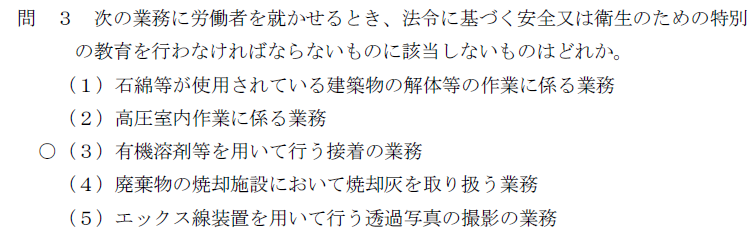 問　３　次の業務に労働者を就かせるとき、法令に基づく安全又は衛生のための特別
の教育を行わなければならないものに該当しないものはどれか。
（１）石綿等が使用されている建築物の解体等の作業に係る業務
（２）高圧室内作業に係る業務
○（３）有機溶剤等を用いて行う接着の業務
（４）廃棄物の焼却施設において焼却灰を取り扱う業務
（５）エックス線装置を用いて行う透過写真の撮影の業務